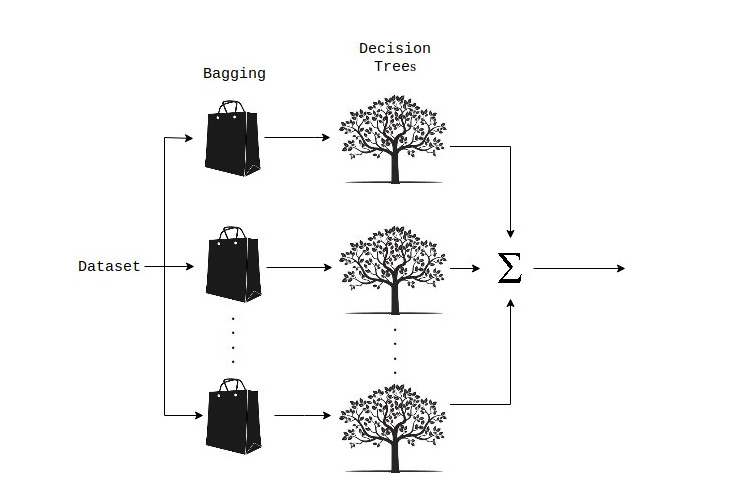 Decision
Trees
Bagging
Dataset
Σ